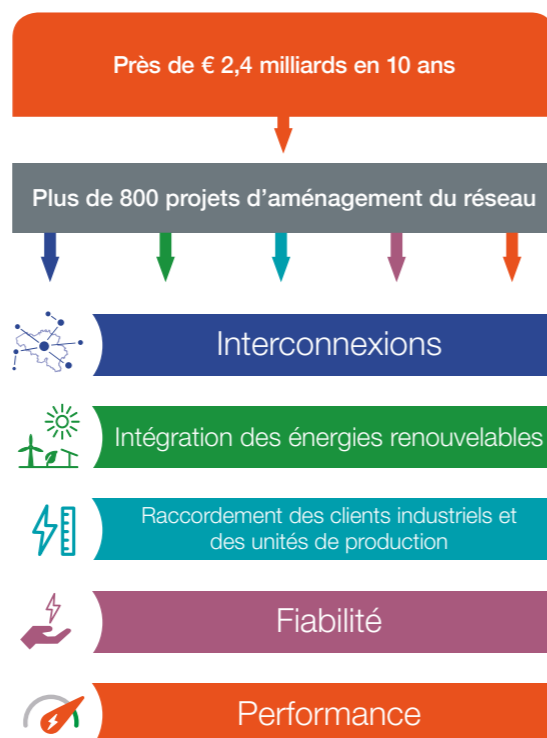 Près de € 2,4 milliards en 10 ans
Plus de 800 projets d'aménagement du réseau
Interconnexions
Intégration des énergies renouvelables
Raccordement des clients industriels et
des unités de production
Fiabilité
Performance